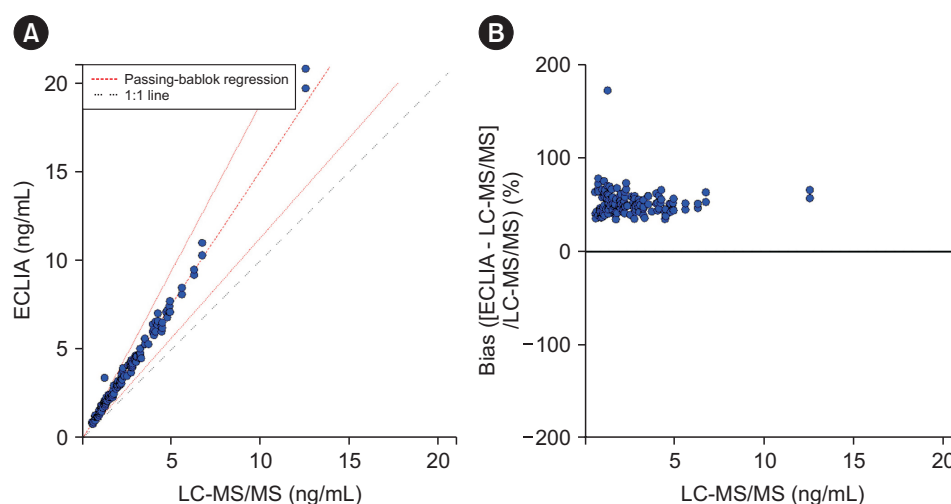 A
20
15
10
5
0
ECLIA (ng/mL)
Passing-bablok regression
1:1 line
5
10
15
20
LC-MS/MS (ng/mL)
B
200
100
0
−100
−200
Bias ([ECLIA - LC-MS/MS]
/LC-MS/MS) (%)
5
10
15
20
LC-MS/MS (ng/mL)